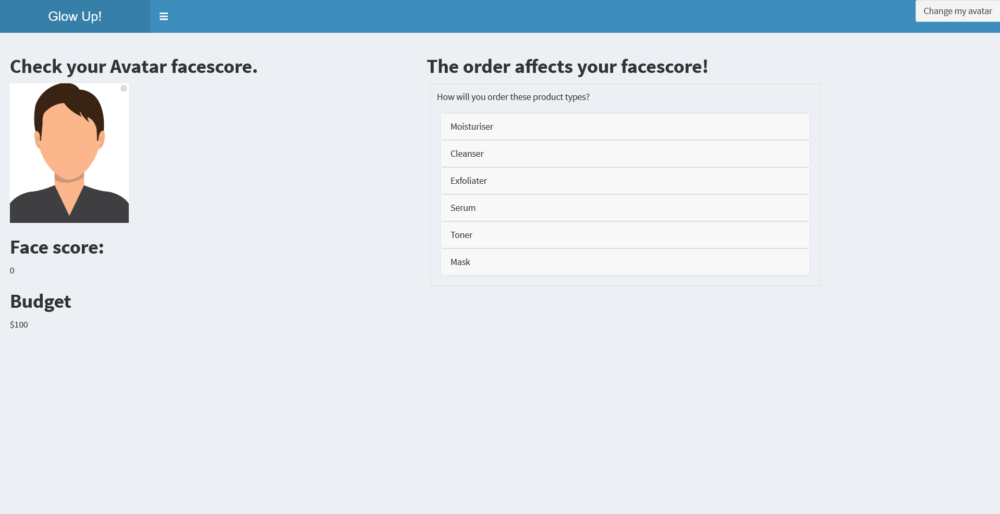 Glow Up!
Change my avatar
Check your Avatar facescore.
Face score:
0
Budget
$100
The order affects your facescore!
How will you order these product types?
Moisturiser
Cleanser
Exfoliater
Serum
Toner
Mask